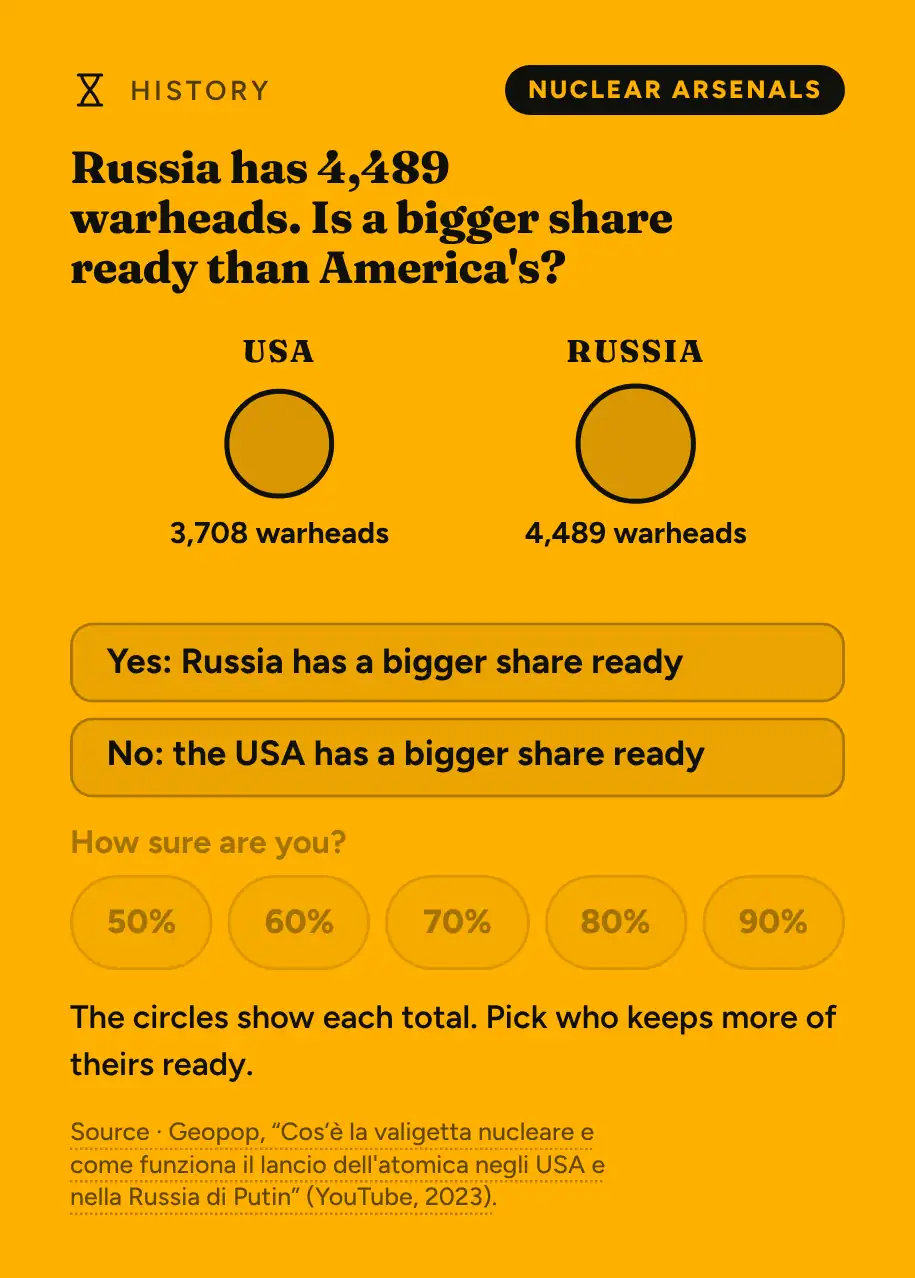 HISTORY
NUCLEAR ARSENALS
Russia has 4,489
warheads. Is a bigger share
ready than America's?
USA
RUSSIA
3,708 warheads
4,489 warheads
Yes: Russia has a bigger share ready
No: the USA has a bigger share ready
How sure are you?
50%
60%
70%
80%
90%
The circles show each total. Pick who keeps more of
theirs ready.
Source · Geopop, “Cos’è la valigetta nucleare e
come funziona il lancio dell'atomica negli USA e
nella Russia di Putin” (YouTube, 2023).